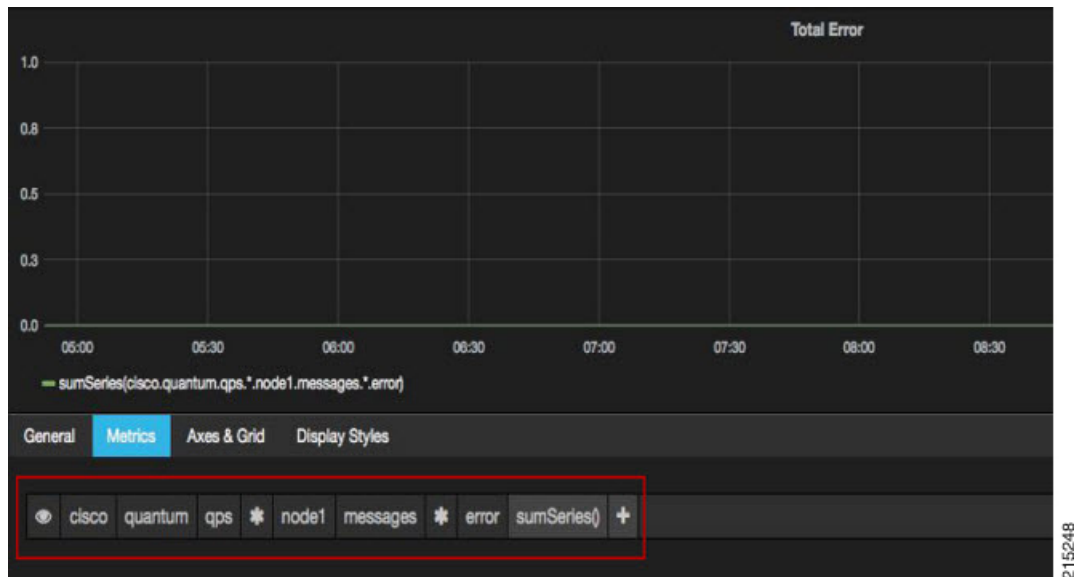 Total Error
1.0
0.8
0.5
0.3
0.0
05:00 05:30 06:00 06:30 07:00 07:30 08:00 08:30
sumSeries(cisco.quantum.qps.*.node1.messages.*.error)
General Metrics Axes & Grid Display Styles
cisco quantum qps * node1 messages * error sumSeries() +
215248